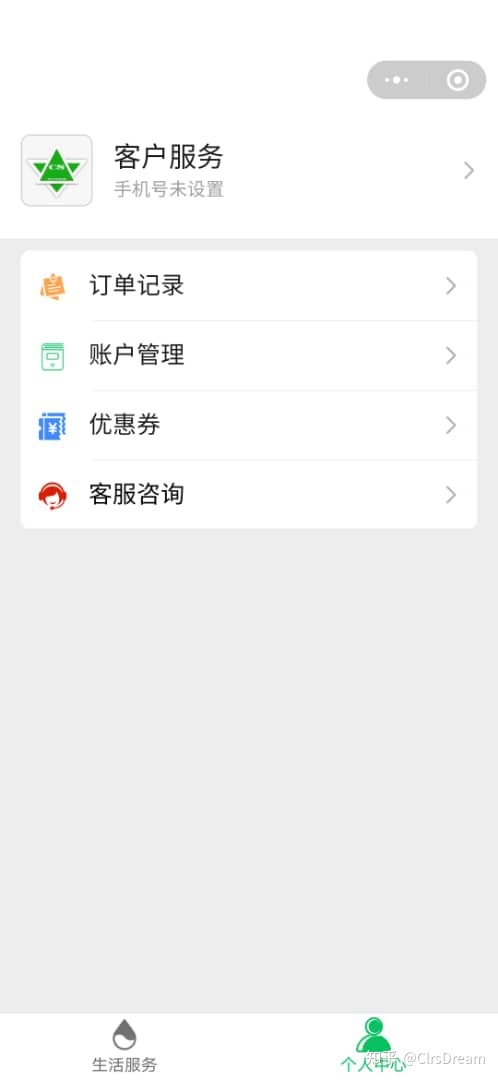 CS
客户服务
手机号未设置
订单记录
账户管理
优惠券
客服咨询
生活服务
个人中心
知乎 @ClrsDream